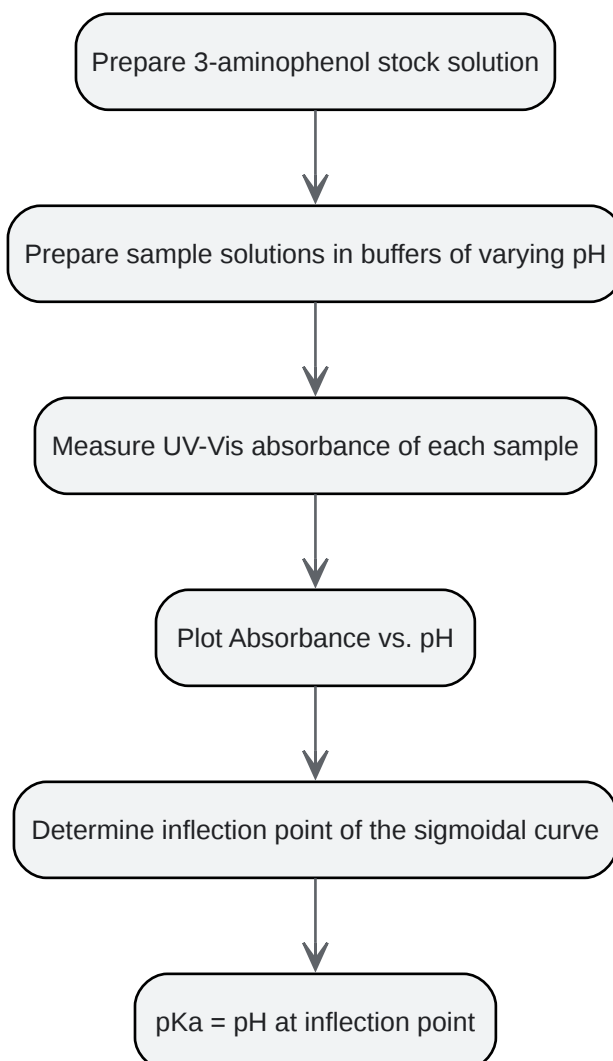 Prepare 3-aminophenol stock solution
Prepare sample solutions in buffers of varying pH
Measure UV-Vis absorbance of each sample
Plot Absorbance vs. pH
Determine inflection point of the sigmoidal curve
pKa = pH at inflection point